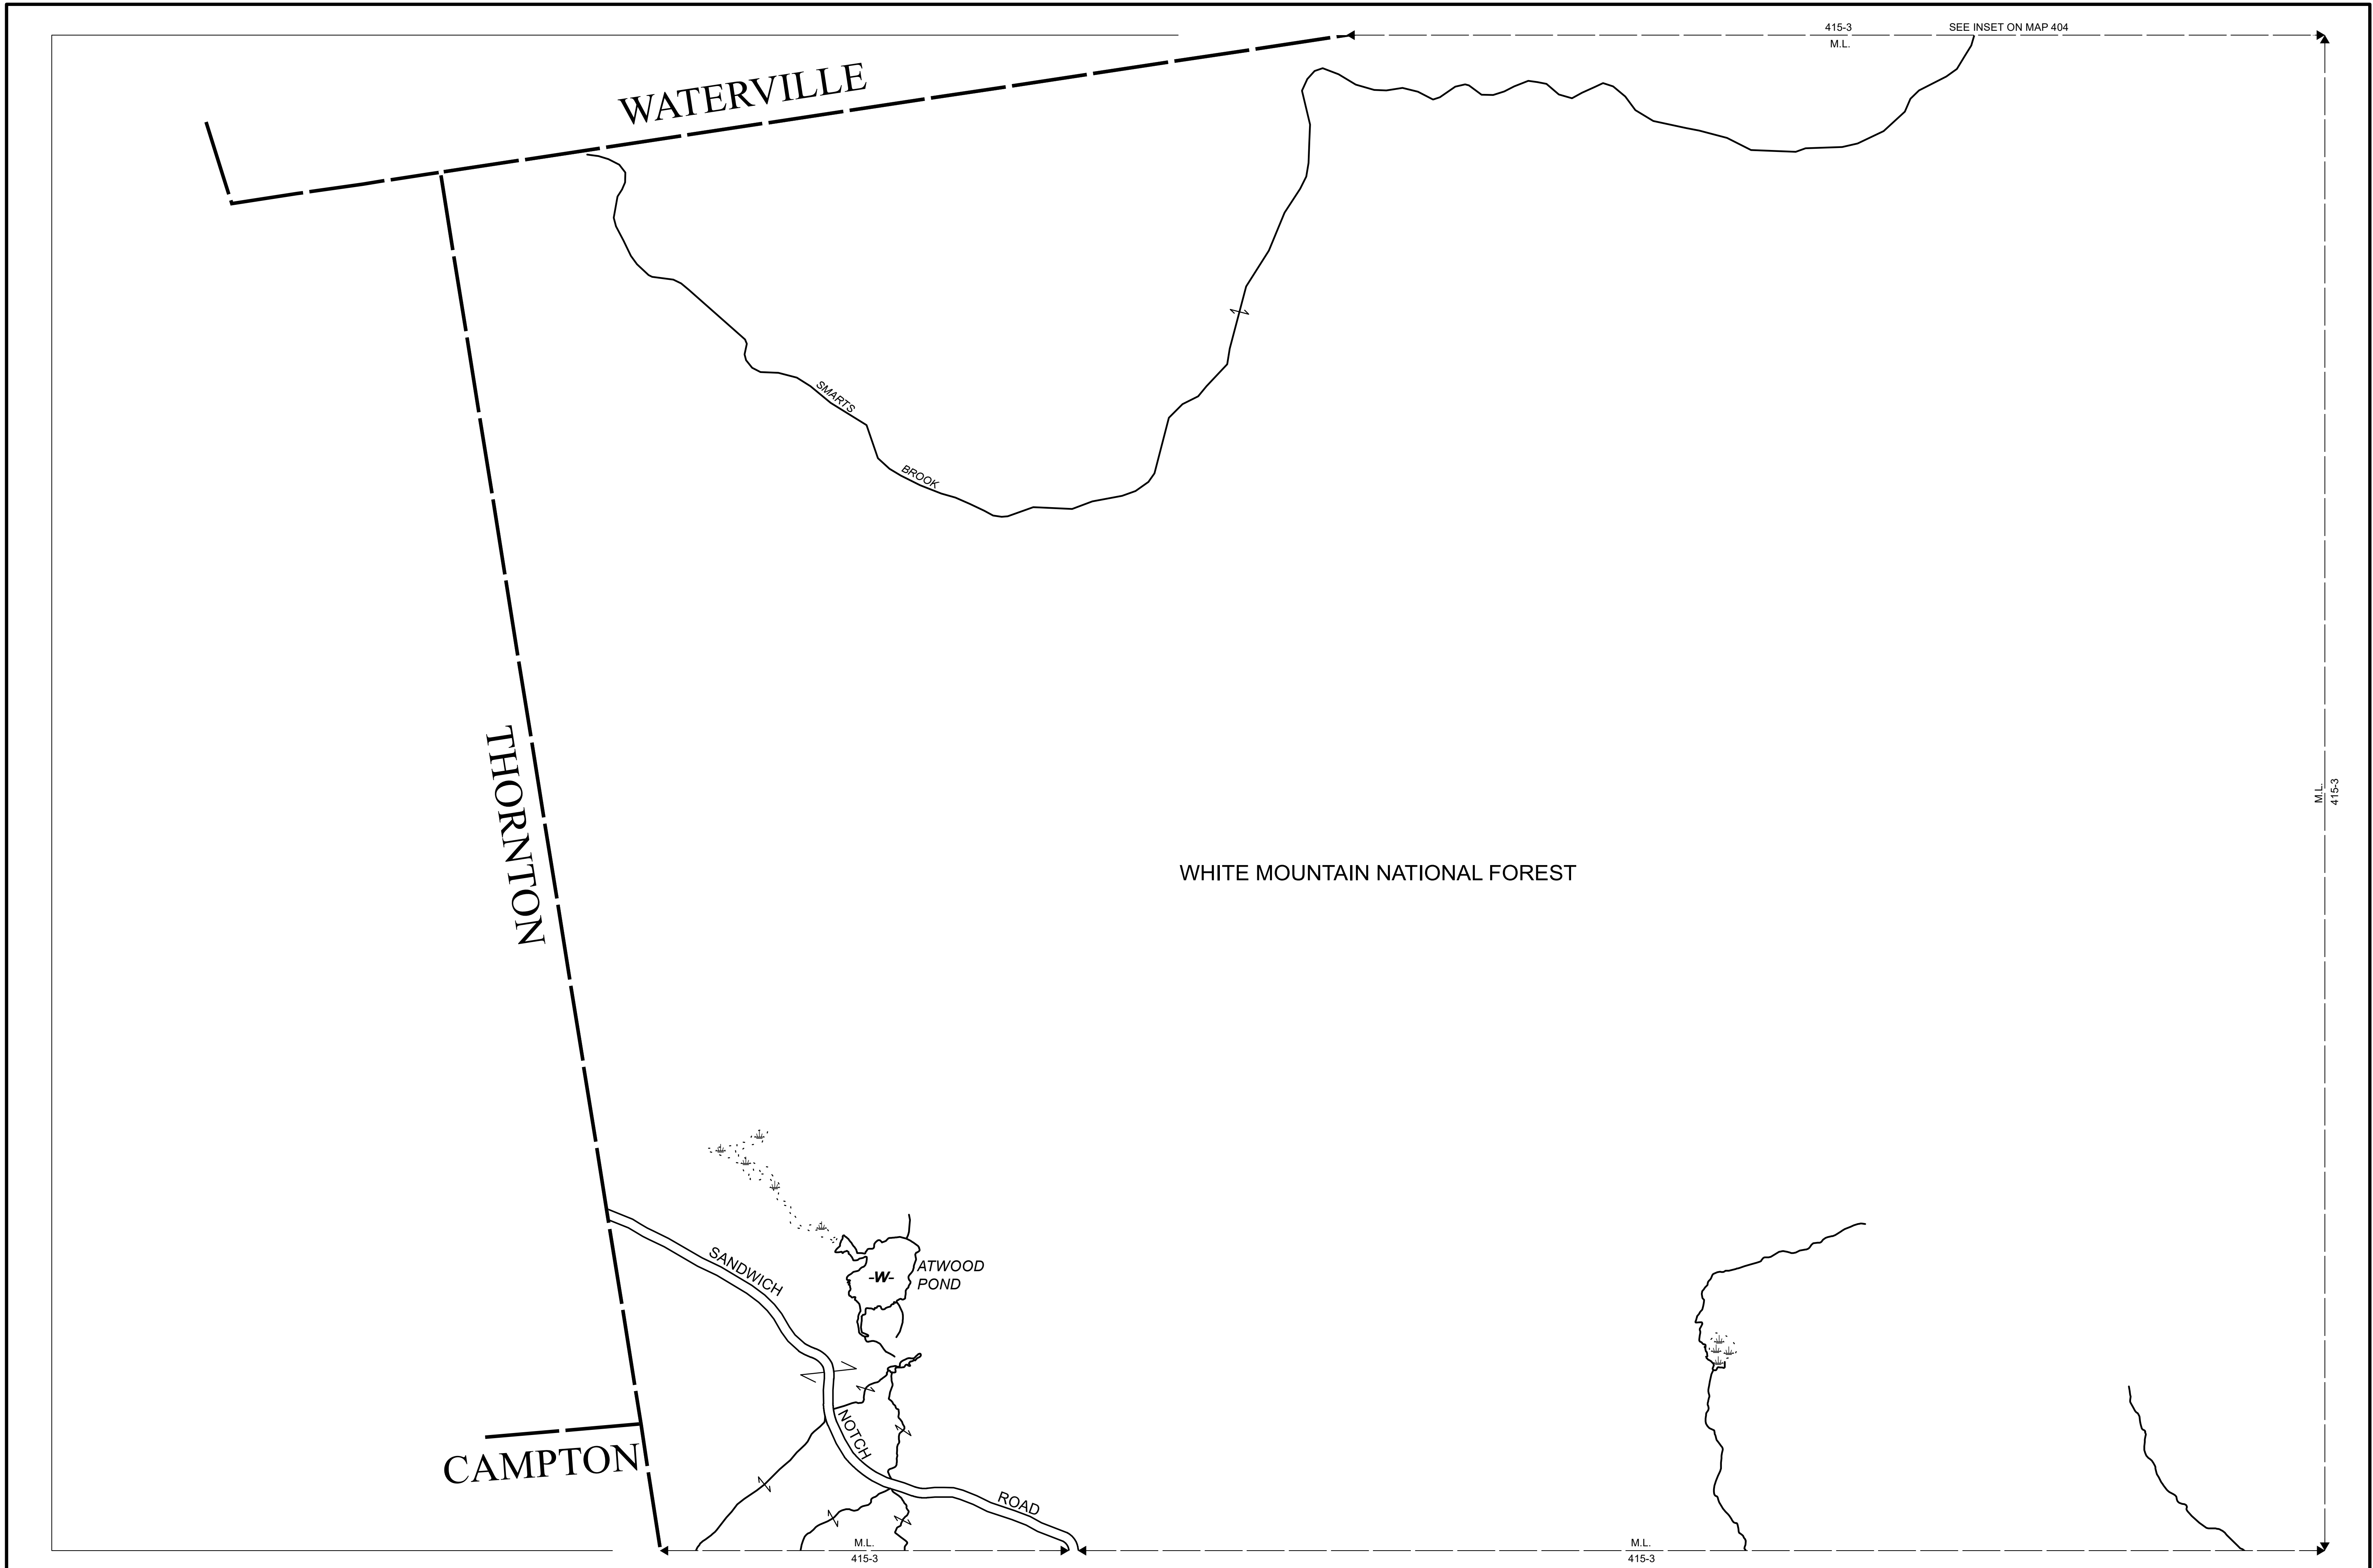 415-3
SEE INSET ON MAP 404
M.L.
WATERVILLE
SMARTS
BROOK
THORNTON
M.L.
415-3
WHITE MOUNTAIN NATIONAL FOREST
SANDWICH
-W-
ATWOOD
POND
NOTCH
CAMPTON
ROAD
M.L.
415-3
M.L.
415-3